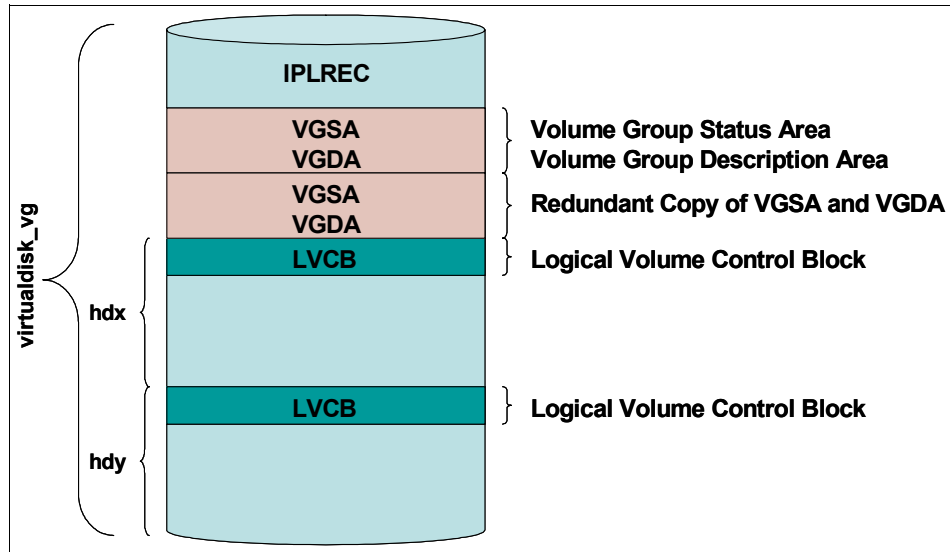 IPLREC
VGSA
VGDA
Volume Group Status Area
Volume Group Description Area
VGSA
VGDA
Redundant Copy of VGSA and VGDA
virtualdisk_vg
LVCB
Logical Volume Control Block
hdx
LVCB
Logical Volume Control Block
hdy